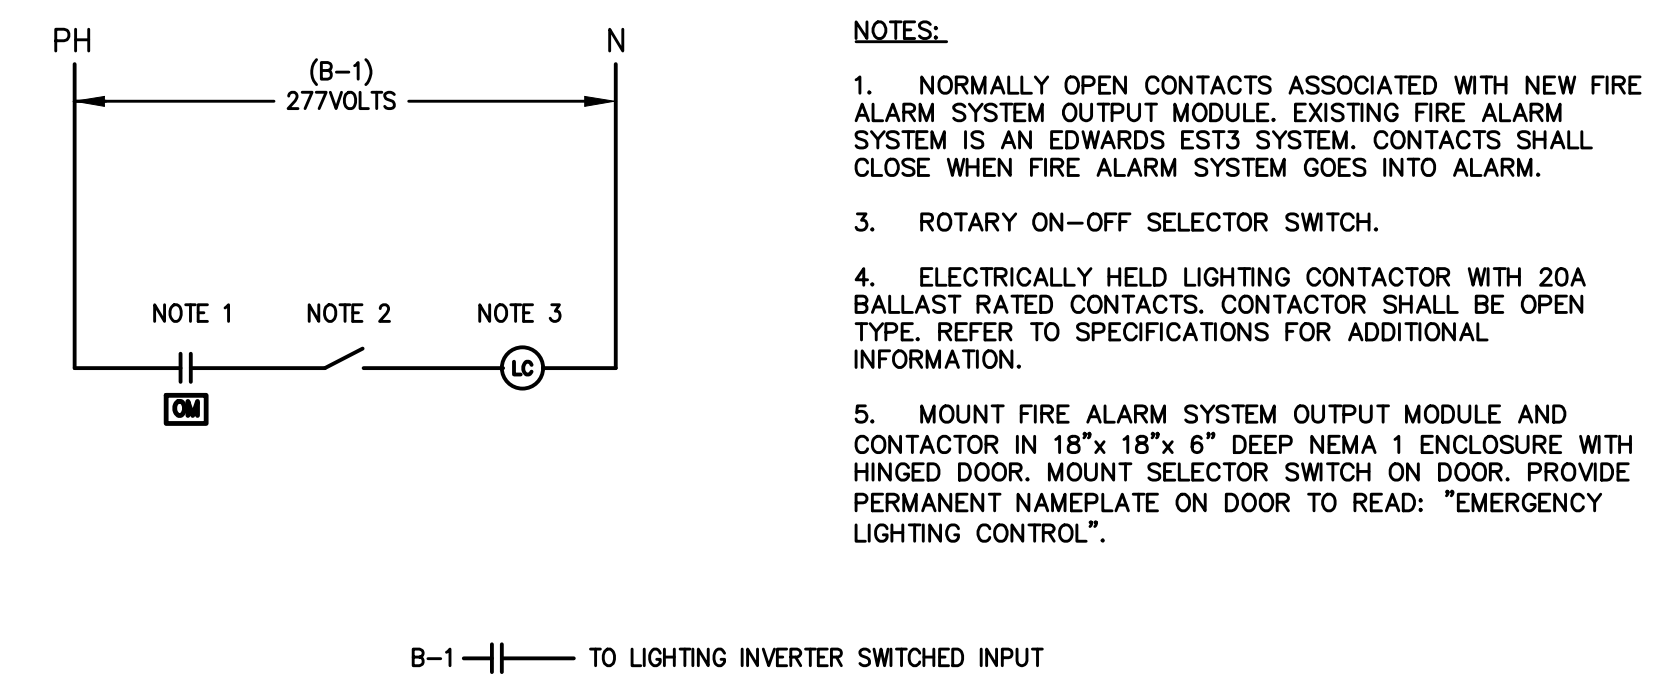 PH
N
(B-1)
277VOLTS
NOTE 1
NOTE 2
NOTE 3
LC
OM
NOTES:
1. NORMALLY OPEN CONTACTS ASSOCIATED WITH NEW FIRE
ALARM SYSTEM OUTPUT MODULE. EXISTING FIRE ALARM
SYSTEM IS AN EDWARDS EST3 SYSTEM. CONTACTS SHALL
CLOSE WHEN FIRE ALARM SYSTEM GOES INTO ALARM.
3. ROTARY ON-OFF SELECTOR SWITCH.
4. ELECTRICALLY HELD LIGHTING CONTACTOR WITH 20A
BALLAST RATED CONTACTS. CONTACTOR SHALL BE OPEN
TYPE. REFER TO SPECIFICATIONS FOR ADDITIONAL
INFORMATION.
5. MOUNT FIRE ALARM SYSTEM OUTPUT MODULE AND
CONTACTOR IN 18"x 18"x 6" DEEP NEMA 1 ENCLOSURE WITH
HINGED DOOR. MOUNT SELECTOR SWITCH ON DOOR. PROVIDE
PERMANENT NAMEPLATE ON DOOR TO READ: "EMERGENCY
LIGHTING CONTROL".
B-1 TO LIGHTING INVERTER SWITCHED INPUT